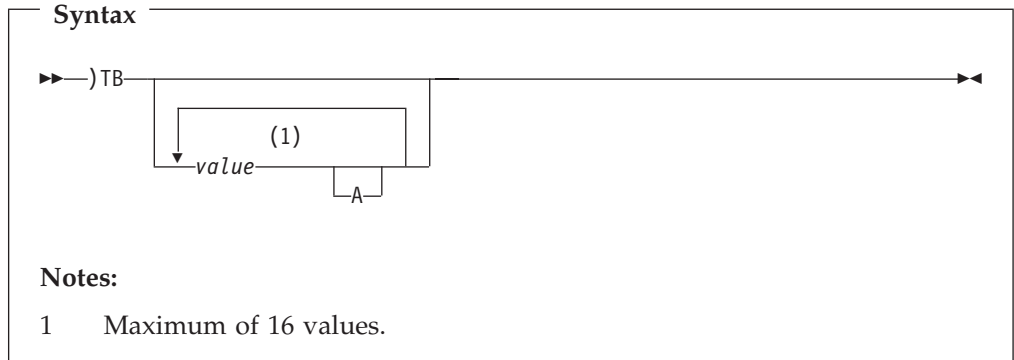 Syntax
)TB
(1)
value
A
Notes:
1 Maximum of 16 values.